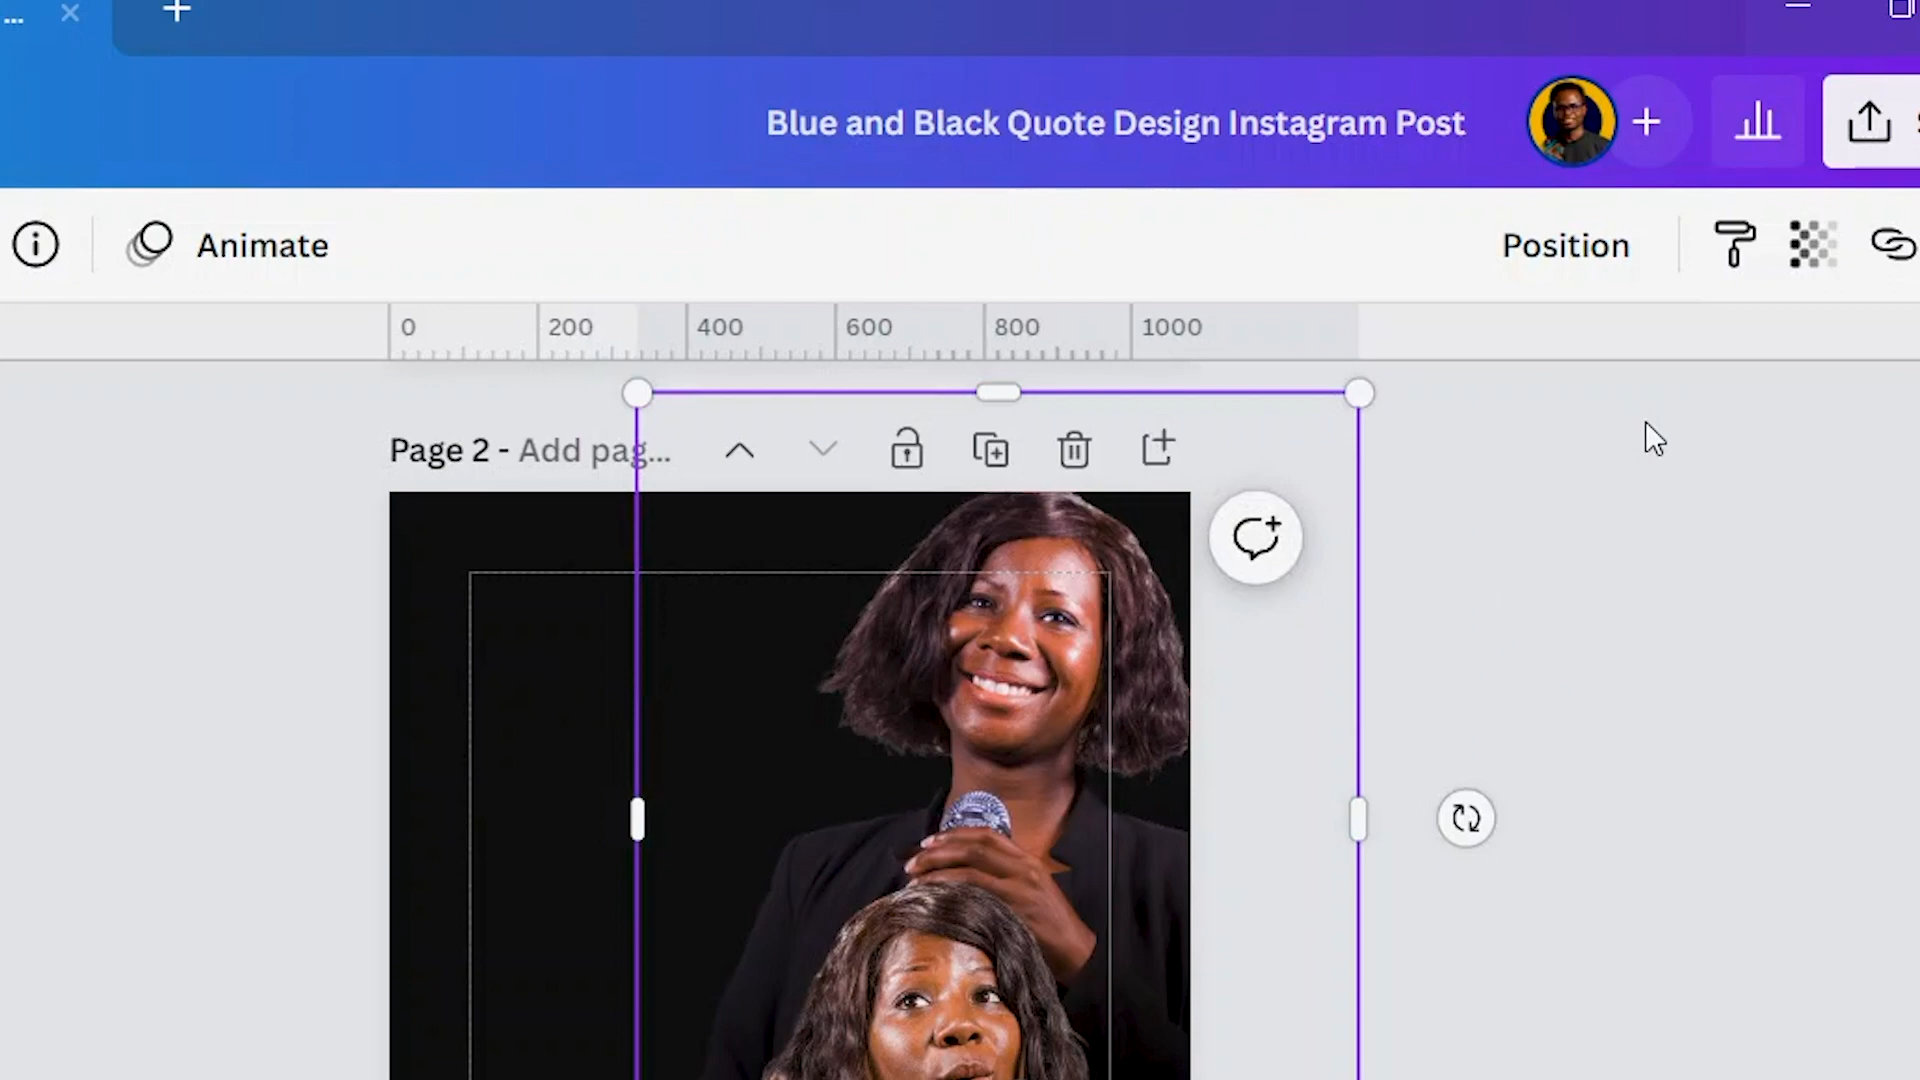 ...
Blue and Black Quote Design Instagram Post
Animate
Position
0 200 400 600 800 1000
Page 2 - Add pag...